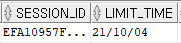 SESSION_ID LIMIT_TIME
EFA10957F... 21/10/04